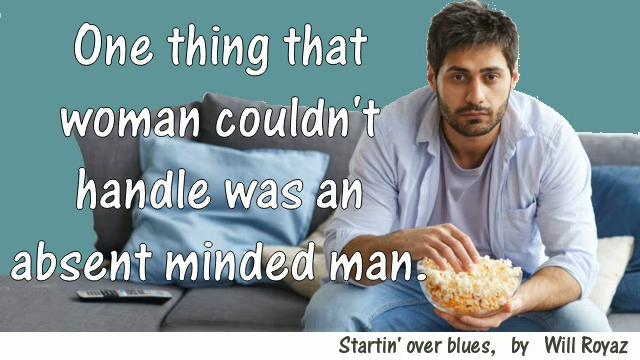 One thing that
woman couldn't
handle was an
absent minded man.
Startin' over blues, by Will Royaz